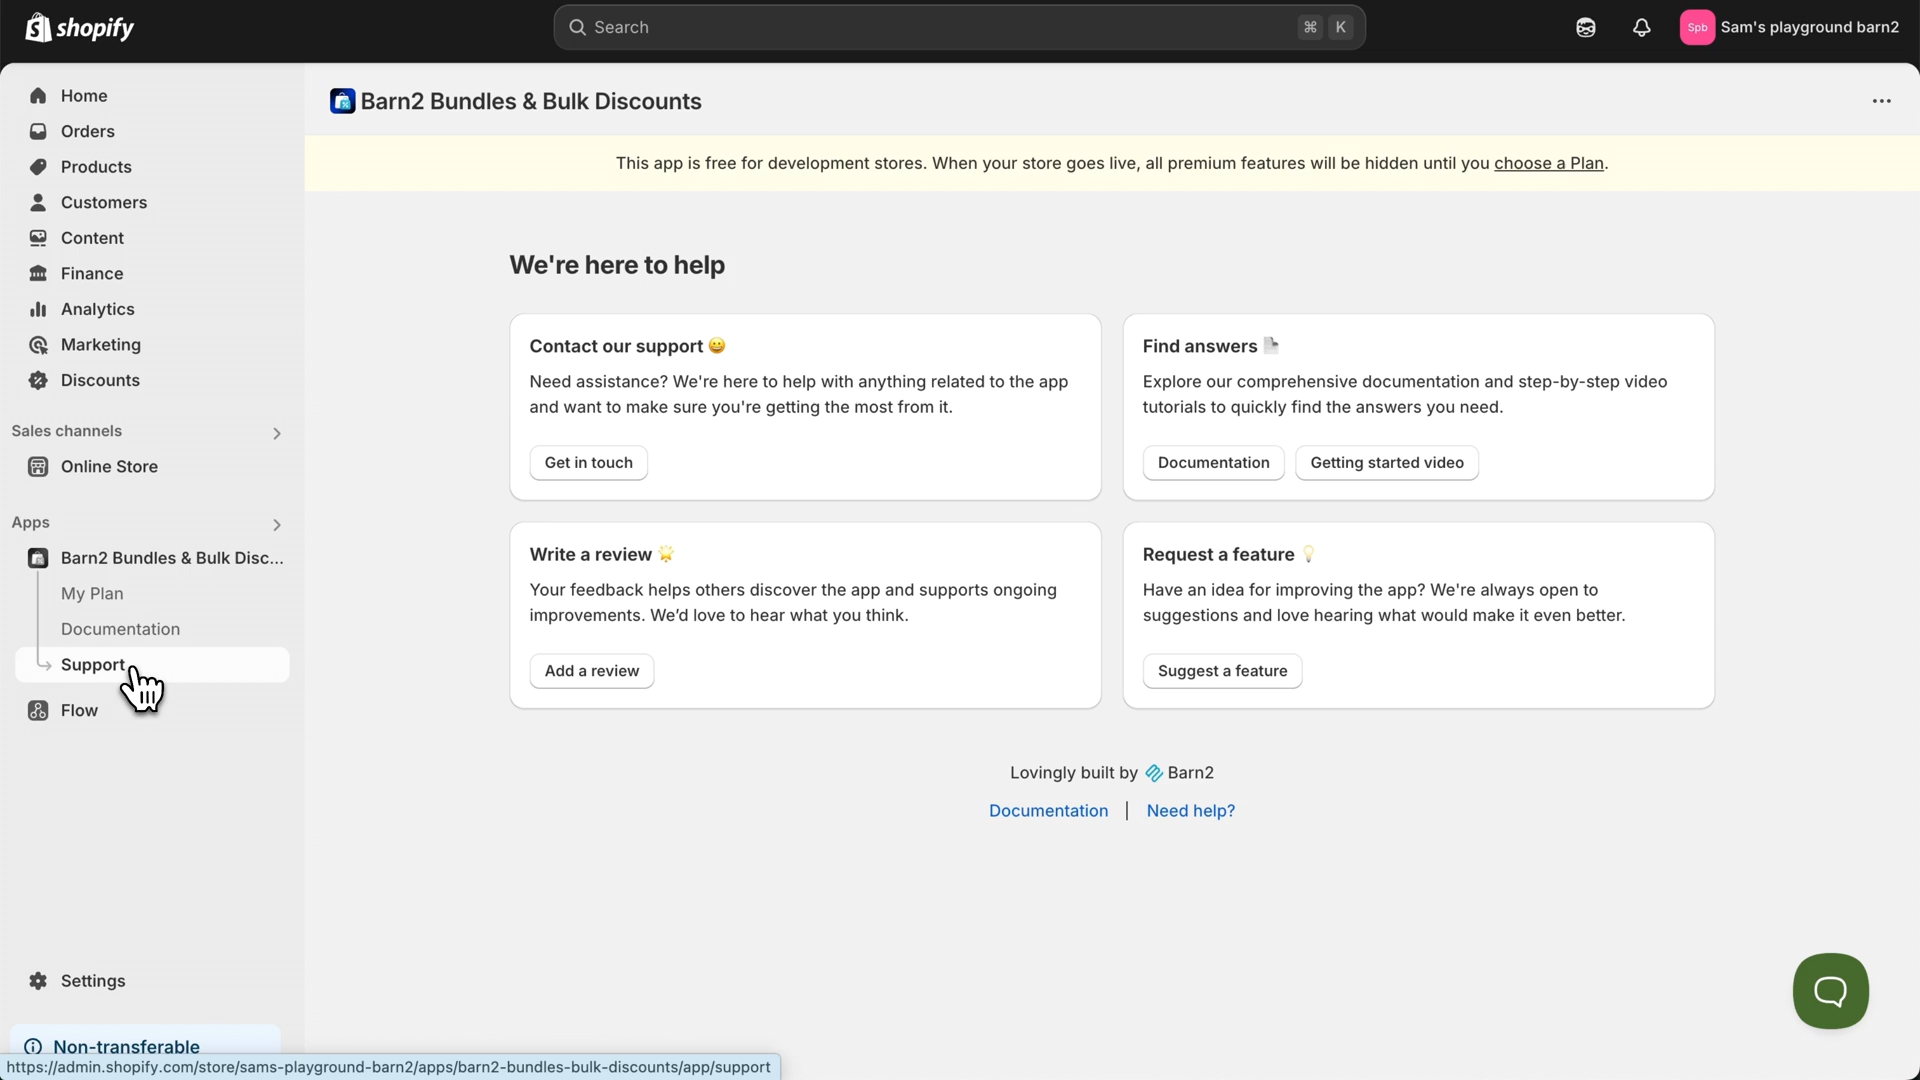 shopify
Search
⌘ K
Spb
Sam's playground barn2
Home
Orders
Products
Customers
Content
Finance
Analytics
Marketing
Discounts
Sales channels
Online Store
Apps
Barn2 Bundles & Bulk Disc...
My Plan
Documentation
Support
Flow
Settings
Non-transferable
Barn2 Bundles & Bulk Discounts
This app is free for development stores. When your store goes live, all premium features will be hidden until you choose a Plan.
We're here to help
Contact our support 😀
Need assistance? We're here to help with anything related to the app
and want to make sure you're getting the most from it.
Get in touch
Find answers
Explore our comprehensive documentation and step-by-step video
tutorials to quickly find the answers you need.
Documentation
Getting started video
Write a review 🌟
Your feedback helps others discover the app and supports ongoing
improvements. We’d love to hear what you think.
Add a review
Request a feature 💡
Have an idea for improving the app? We're always open to
suggestions and love hearing what would make it even better.
Suggest a feature
Lovingly built by Barn2
Documentation | Need help?
https://admin.shopify.com/store/sams-playground-barn2/apps/barn2-bundles-bulk-discounts/app/support